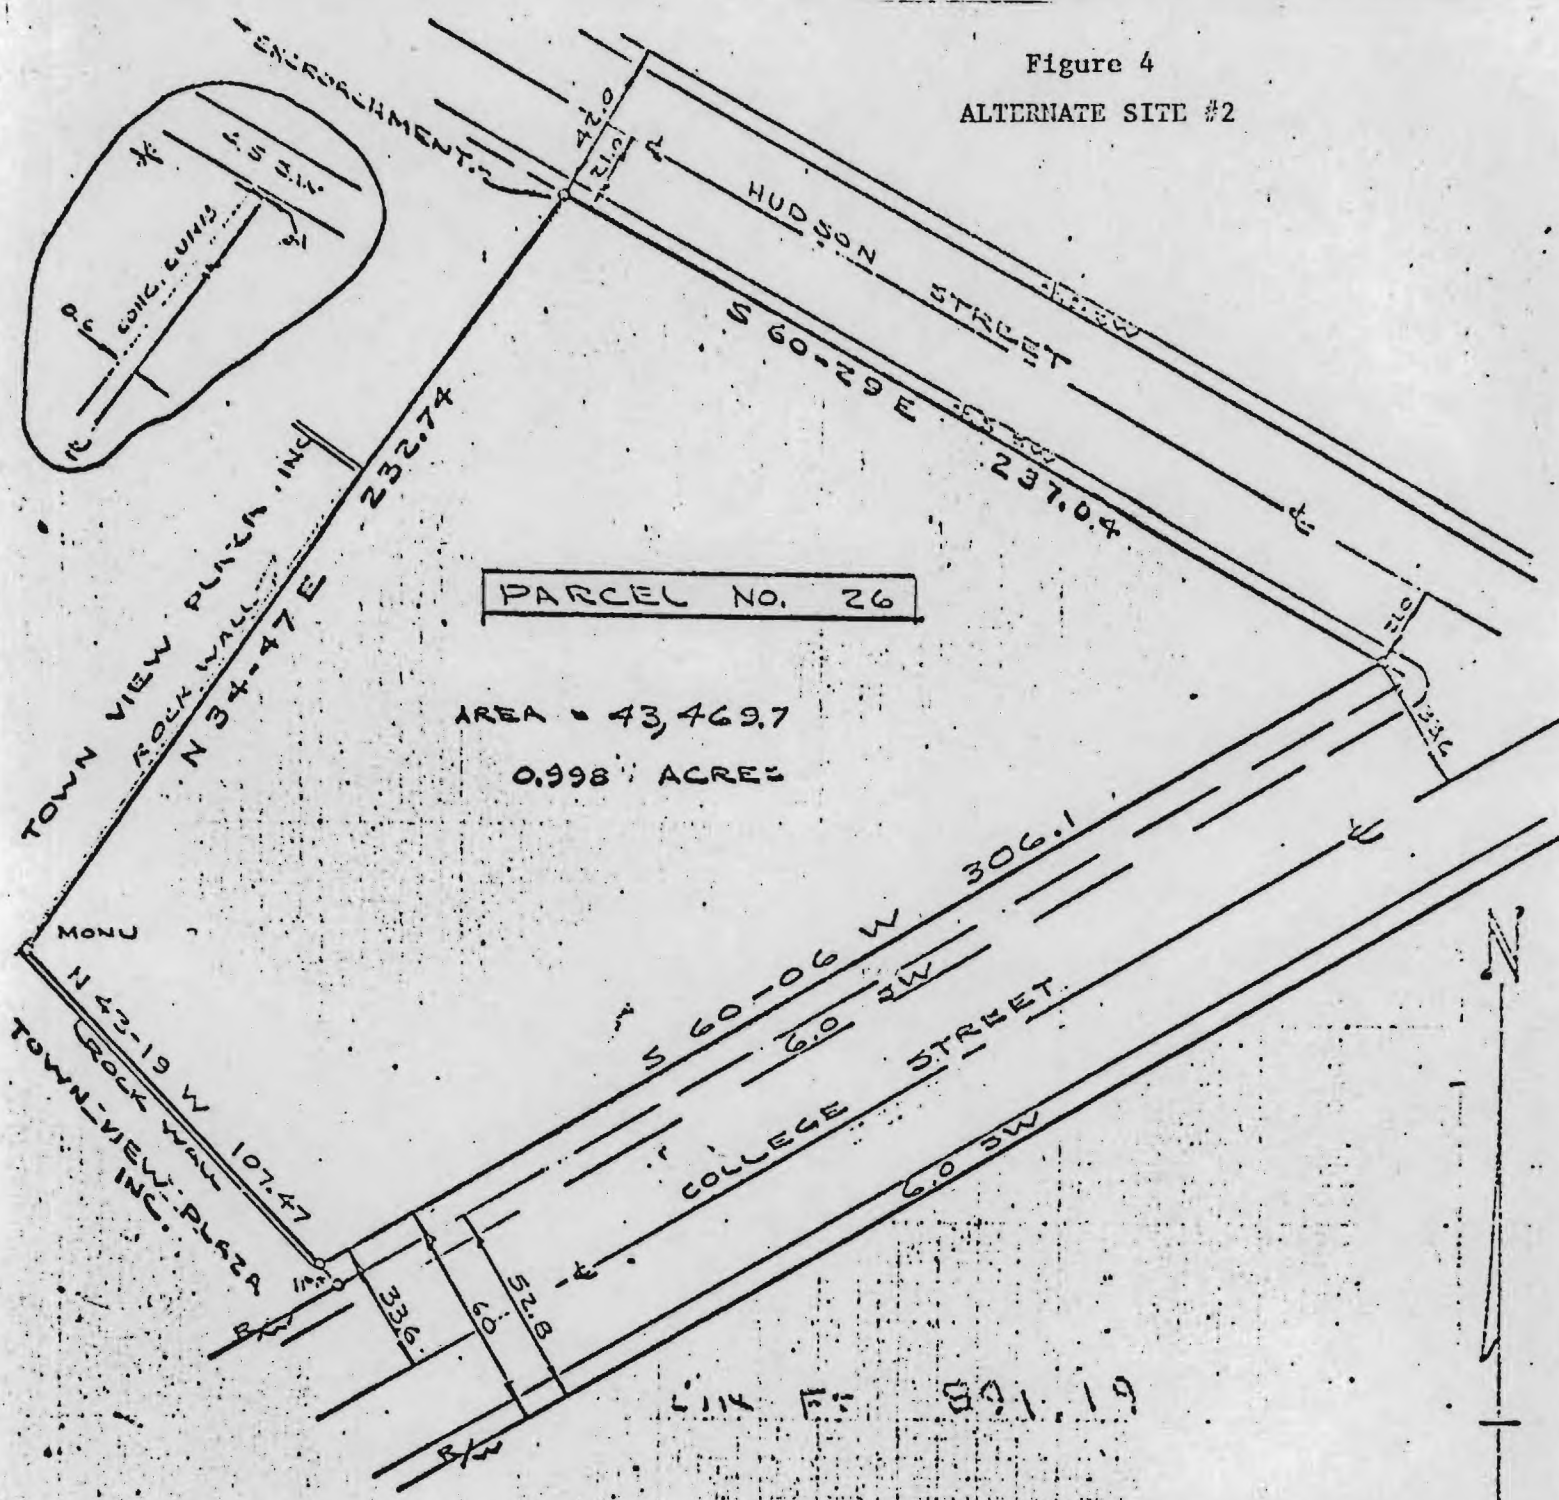 Figure 4
ALTERNATE SITE #2
ENCROACHMENT
42.0
21.0
HUDSON STREET
S 60-29 E 237.04
TOWN VIEW PLAZA, INC
ROCK WALL
N 34-47 E 232.74
PARCEL NO. 26
AREA = 43,469.7
0.998 ACRES
21.0
33.6
MONU
N 43-19 W 107.47
ROCK WALL
TOWN-VIEW-PLAZA
INC.
S 60-06 W 306.1
6.0 SW
COLLEGE STREET
6.0 SW
33.6
60
52.8
R/W
R/W
N